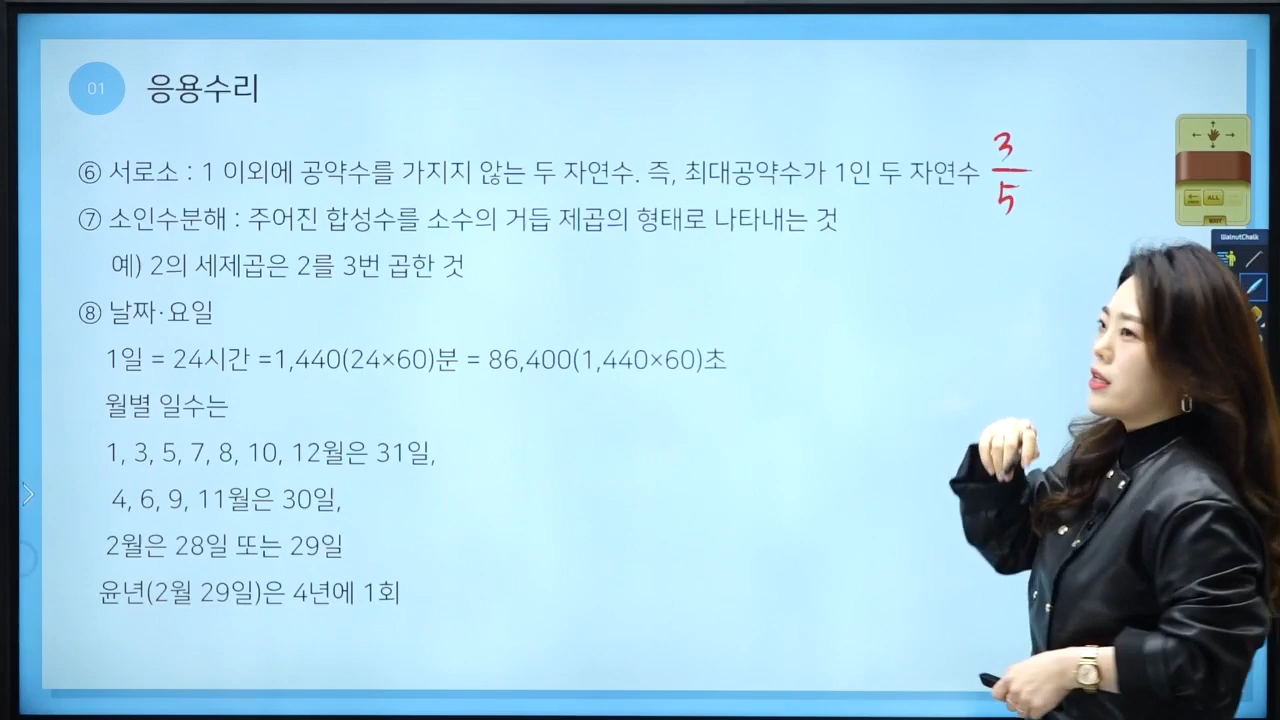 01 응용수리
⑥ 서로소 : 1 이외에 공약수를 가지지 않는 두 자연수. 즉, 최대공약수가 1인 두 자연수
3
5
⑦ 소인수분해 : 주어진 합성수를 소수의 거듭 제곱의 형태로 나타내는 것
예) 2의 세제곱은 2를 3번 곱한 것
⑧ 날짜·요일
1일 = 24시간 =1,440(24×60)분 = 86,400(1,440×60)초
월별 일수는
1, 3, 5, 7, 8, 10, 12월은 31일,
4, 6, 9, 11월은 30일,
2월은 28일 또는 29일
윤년(2월 29일)은 4년에 1회
ALL
WalnutChalk